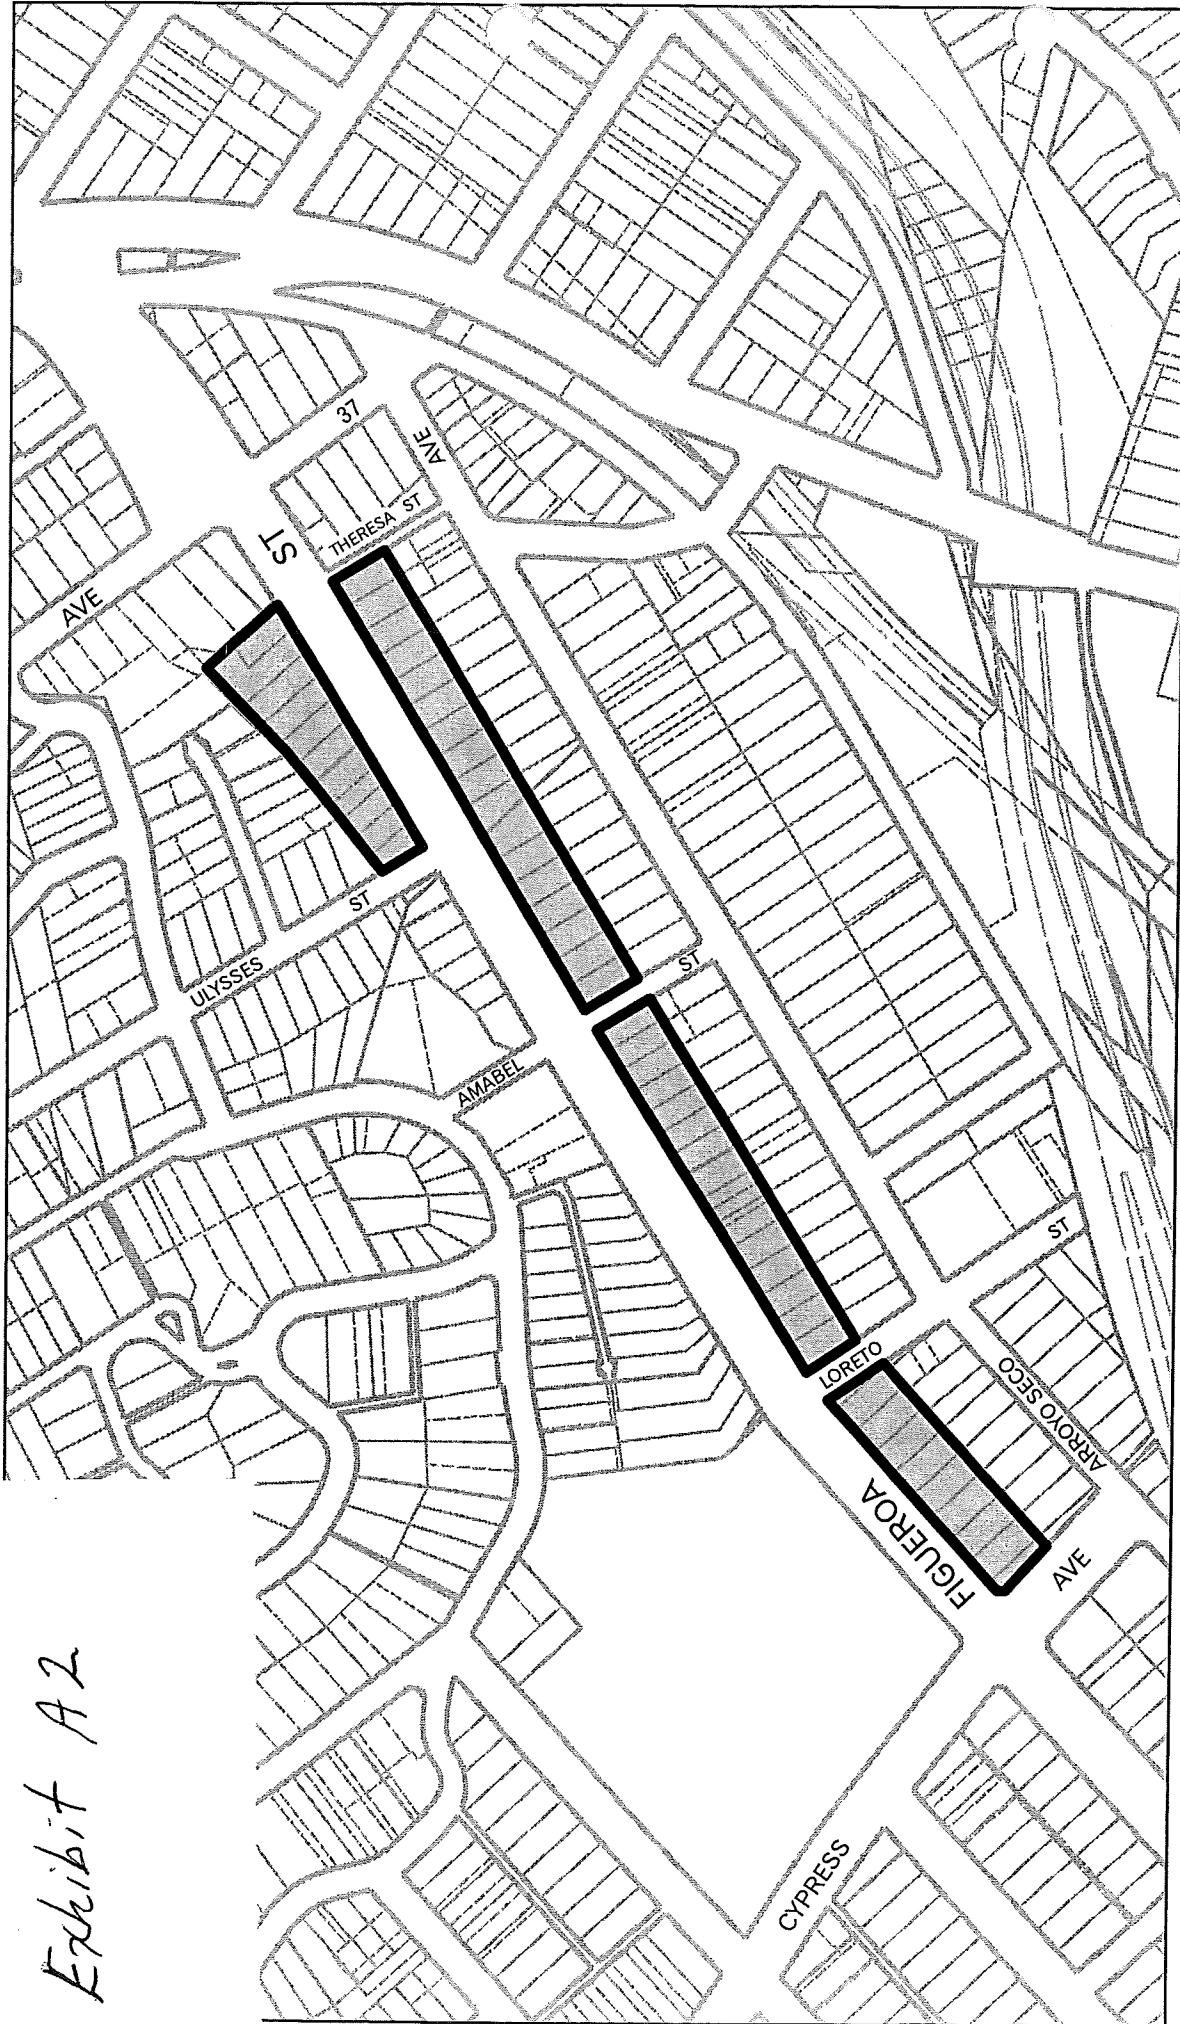 37
AVE
THERESA ST
ST
AVE
ST
ULYSSES
ST
AMABEL
ST
LORETO
ARROYO SECO
FIGUEROA
AVE
CYPRESS
Exhibit A2